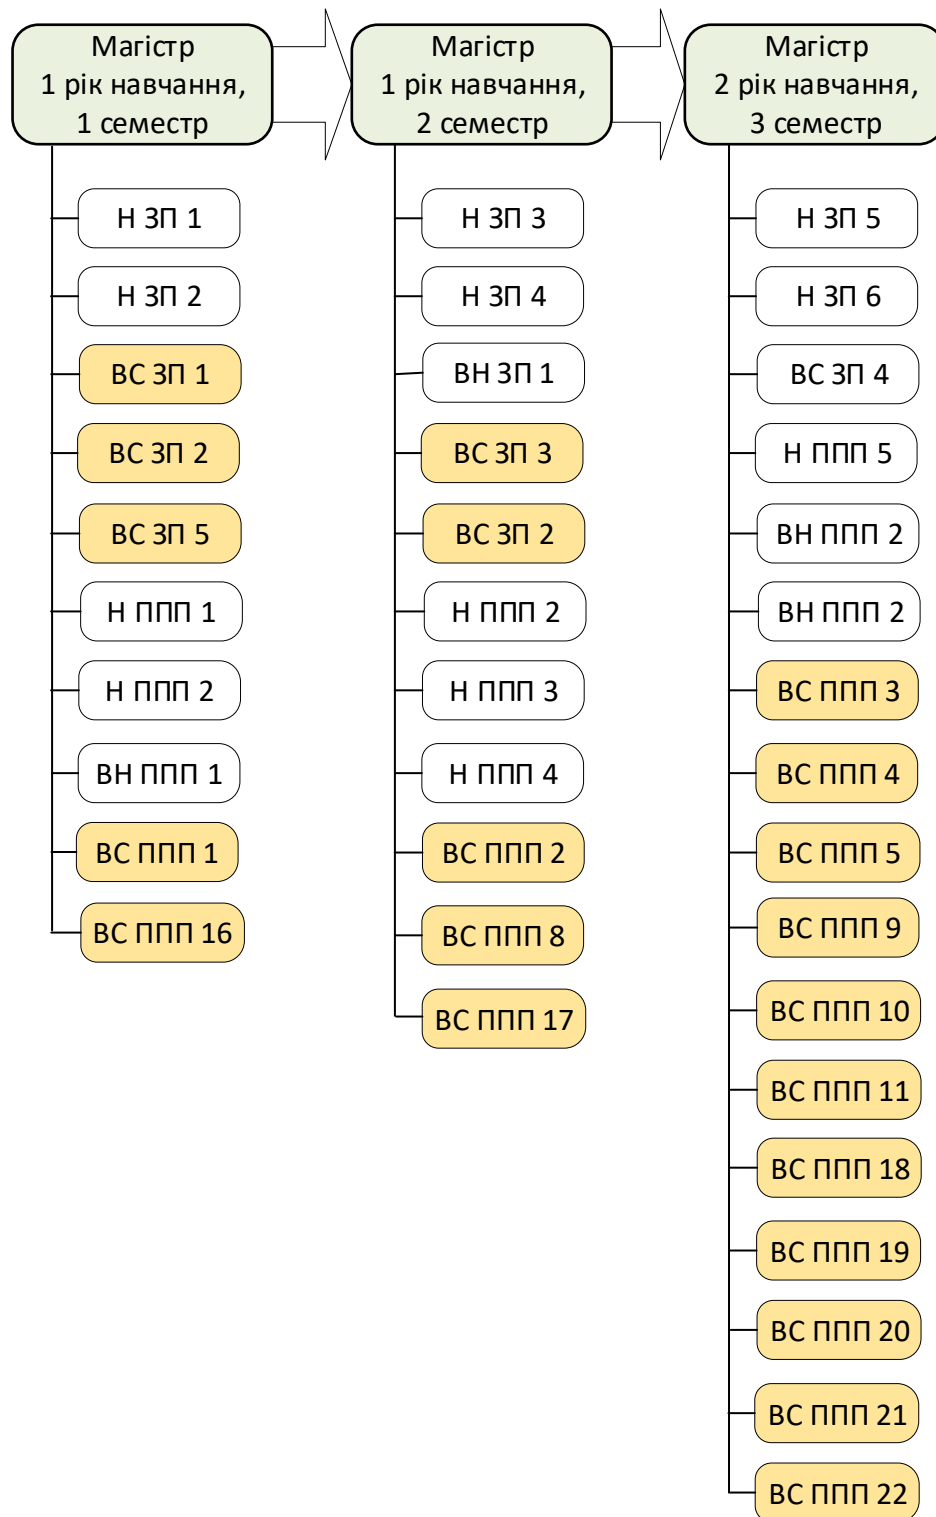 Магістр
1 рік навчання,
1 семестр
Н ЗП 1
Н ЗП 2
ВС ЗП 1
ВС ЗП 2
ВС ЗП 5
Н ППП 1
Н ППП 2
ВН ППП 1
ВС ППП 1
ВС ППП 16
Магістр
1 рік навчання,
2 семестр
Н ЗП 3
Н ЗП 4
ВН ЗП 1
ВС ЗП 3
ВС ЗП 2
Н ППП 2
Н ППП 3
Н ППП 4
ВС ППП 2
ВС ППП 8
ВС ППП 17
Магістр
2 рік навчання,
3 семестр
Н ЗП 5
Н ЗП 6
ВС ЗП 4
Н ППП 5
ВН ППП 2
ВН ППП 2
ВС ППП 3
ВС ППП 4
ВС ППП 5
ВС ППП 9
ВС ППП 10
ВС ППП 11
ВС ППП 18
ВС ППП 19
ВС ППП 20
ВС ППП 21
ВС ППП 22